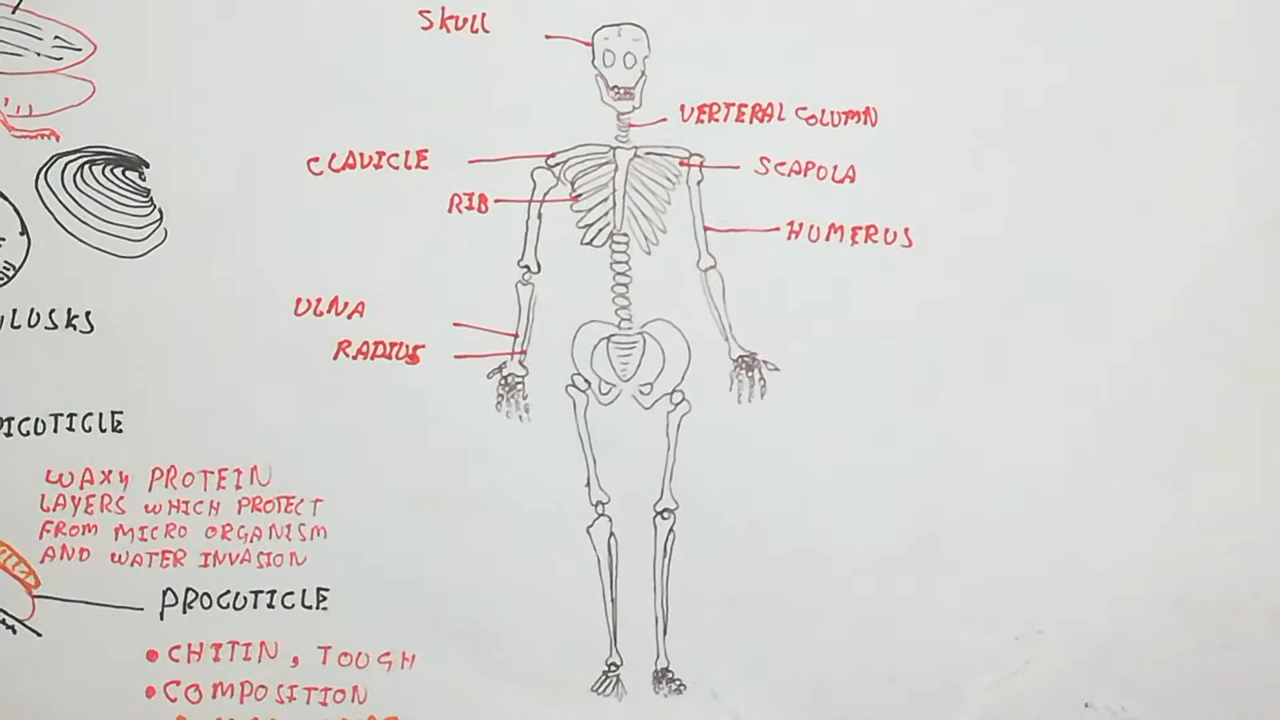 SKULL
VERTERAL COLUMN
CLAVICLE
SCAPOLA
RIB
HUMERUS
ULNA
RADIUS
LUSKS
ICUTICLE
WAXY PROTEIN
LAYERS WHICH PROTECT
FROM MICRO ORGANISM
AND WATER INVASION
PROCUTICLE
• CHITIN, TOUGH
• COMPOSITION